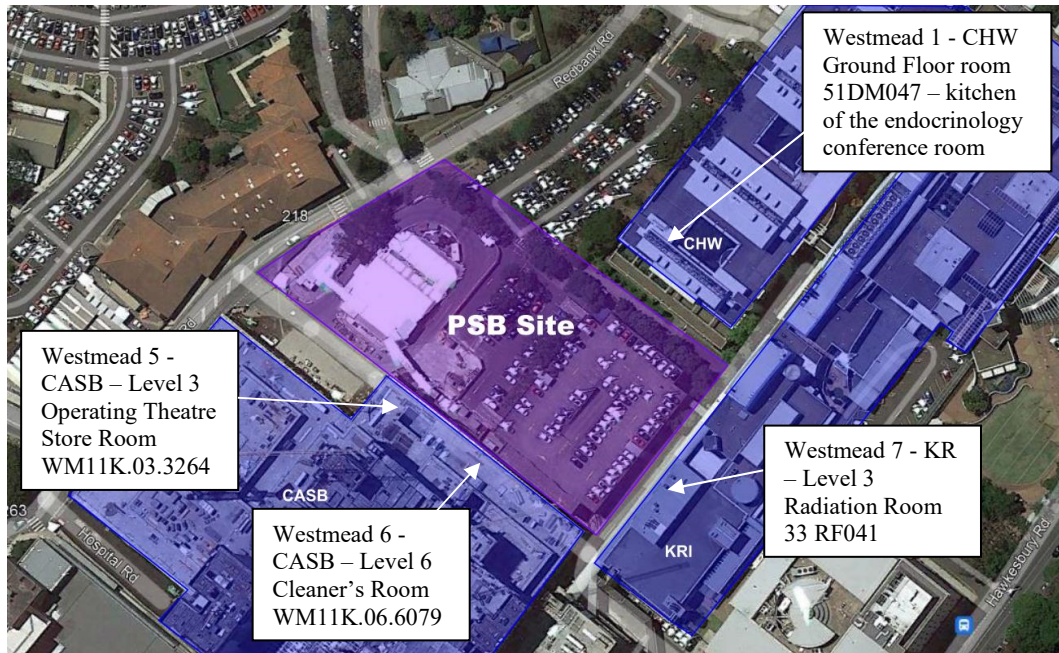 Westmead 1 - CHW
Ground Floor room
51DM047 – kitchen
of the endocrinology
conference room
Redbank Rd
218
CHW
PSB Site
Rd
Westmead 5 -
CASB – Level 3
Operating Theatre
Store Room
WM11K.03.3264
Westmead 7 - KR
– Level 3
Radiation Room
33 RF041
CASB
263
Hospital Rd
Westmead 6 -
CASB – Level 6
Cleaner's Room
WM11K.06.6079
KRI
Hawkesbury Rd